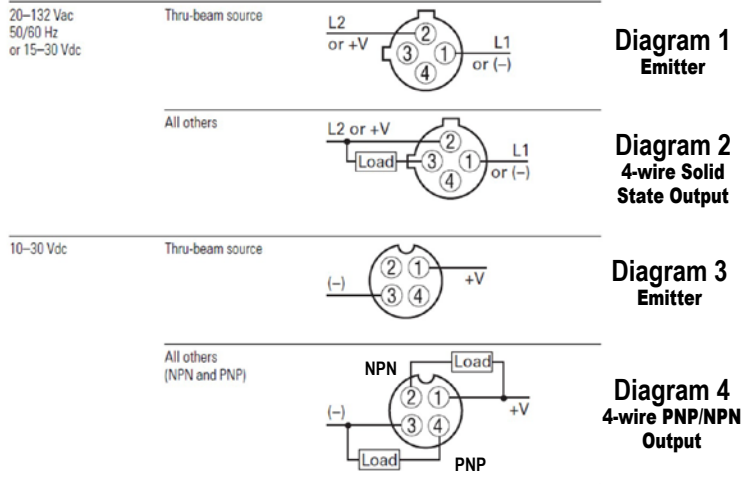 20–132 Vac
50/60 Hz
or 15–30 Vdc
Thru-beam source
L2
or +V
2
3
1
4
L1
or (–)
Diagram 1
Emitter
All others
L2 or +V
Load
2
3
1
4
L1
or (–)
Diagram 2
4-wire Solid
State Output
10–30 Vdc
Thru-beam source
(–)
2 1
3 4
+V
Diagram 3
Emitter
All others
(NPN and PNP)
NPN
Load
2 1
+V
(–)
3 4
Load
PNP
Diagram 4
4-wire PNP/NPN
Output